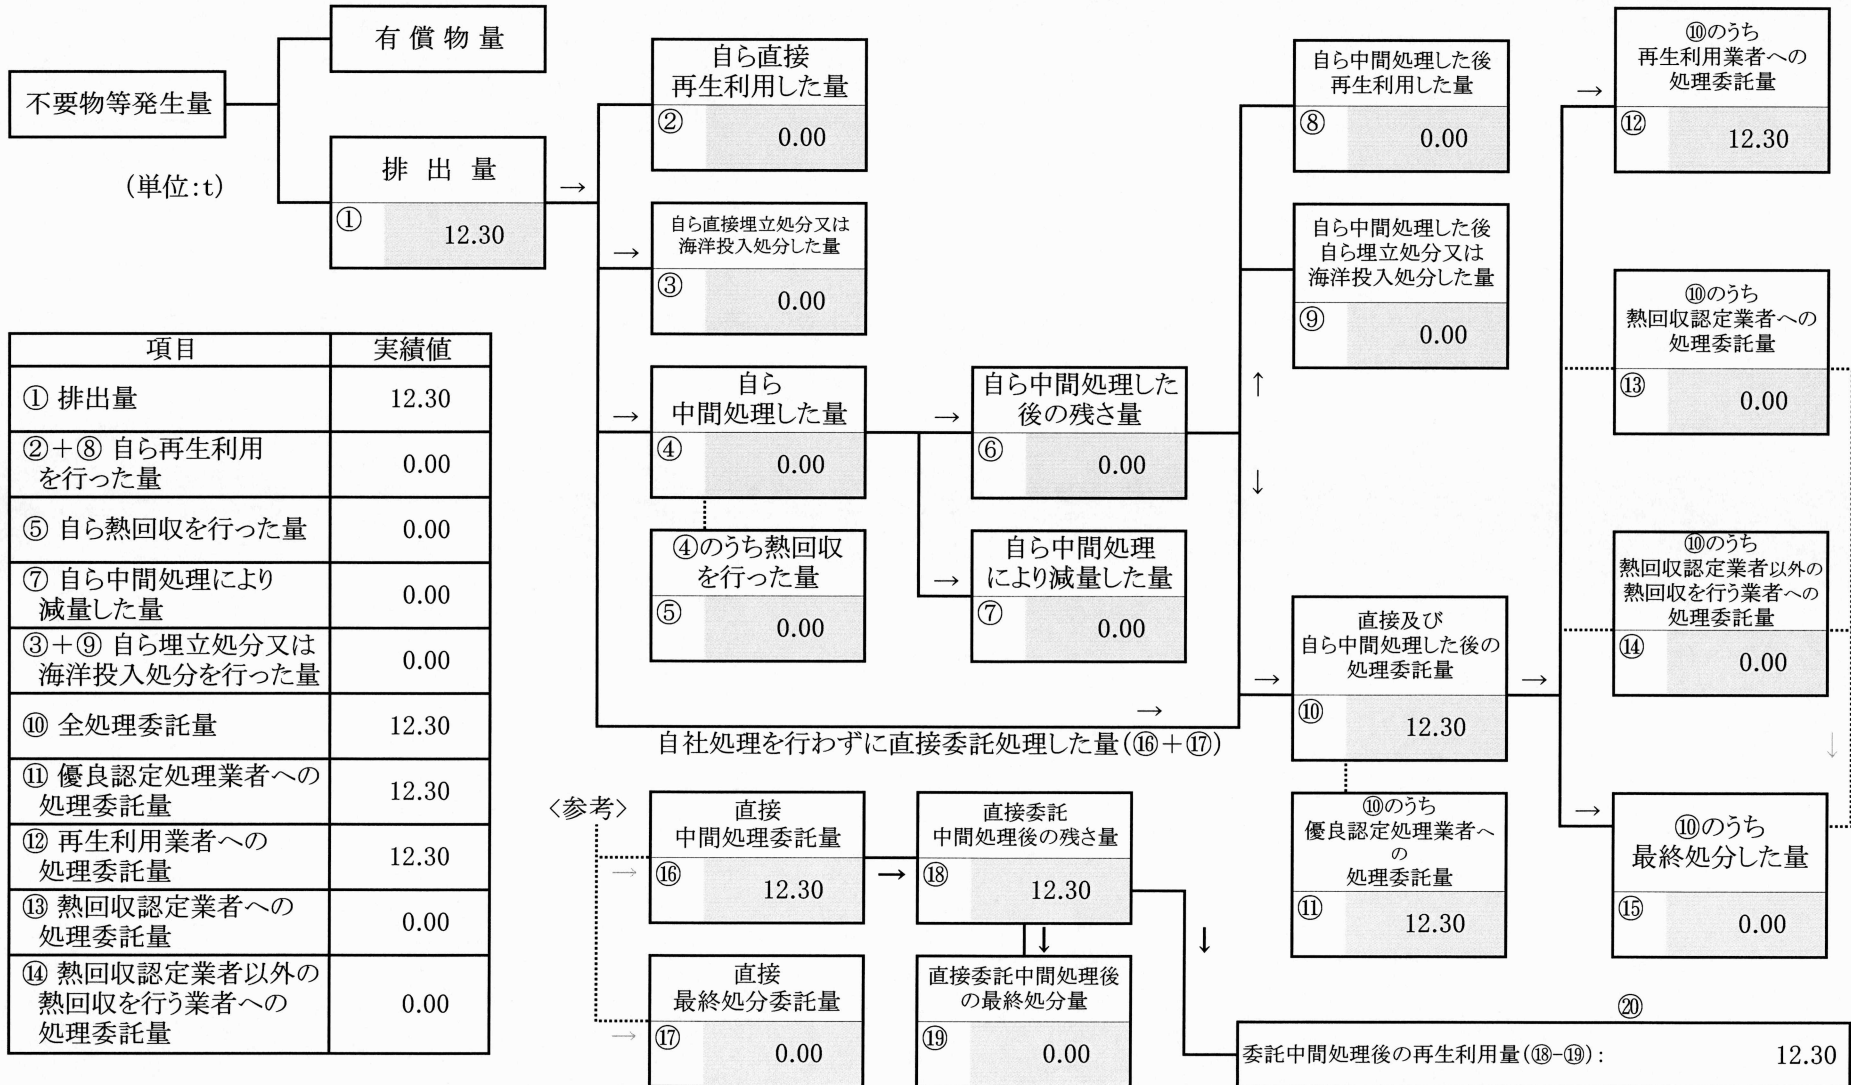 不要物等発生量
(単位:t)
有 償 物 量
排 出 量
①
12.30
→
自ら直接
再生利用した量
②
0.00
→
自ら直接埋立処分又は
海洋投入処分した量
③
0.00
→
自ら
中間処理した量
④
0.00
④のうち熱回収
を行った量
⑤
0.00
→
自ら中間処理した
後の残さ量
⑥
0.00
→
自ら中間処理
により減量した量
⑦
0.00
↑
↓
自ら中間処理した後
再生利用した量
⑧
0.00
自ら中間処理した後
自ら埋立処分又は
海洋投入処分した量
⑨
0.00
→
自社処理を行わずに直接委託処理した量(⑯+⑰)
→
直接及び
自ら中間処理した後の
処理委託量
⑩
12.30
→
⑩のうち
優良認定処理業者へ
の
処理委託量
⑪
12.30
→
⑩のうち
再生利用業者への
処理委託量
⑫
12.30
⑩のうち
熱回収認定業者への
処理委託量
⑬
0.00
⑩のうち
熱回収認定業者以外の
熱回収を行う業者への
処理委託量
⑭
0.00
↓
→
⑩のうち
最終処分した量
⑮
0.00
項目 実績値
① 排出量 12.30
②+⑧ 自ら再生利用
を行った量 0.00
⑤ 自ら熱回収を行った量 0.00
⑦ 自ら中間処理により
減量した量 0.00
③+⑨ 自ら埋立処分又は
海洋投入処分を行った量 0.00
⑩ 全処理委託量 12.30
⑪ 優良認定処理業者への
処理委託量 12.30
⑫ 再生利用業者への
処理委託量 12.30
⑬ 熱回収認定業者への
処理委託量 0.00
⑭ 熱回収認定業者以外の
熱回収を行う業者への
処理委託量 0.00
〈参考〉
→
直接
中間処理委託量
⑯
12.30
→
直接委託
中間処理後の残さ量
⑱
12.30
↓
↓
→
直接
最終処分委託量
⑰
0.00
直接委託中間処理後
の最終処分量
⑲
0.00
⑳
委託中間処理後の再生利用量(⑱-⑲): 12.30